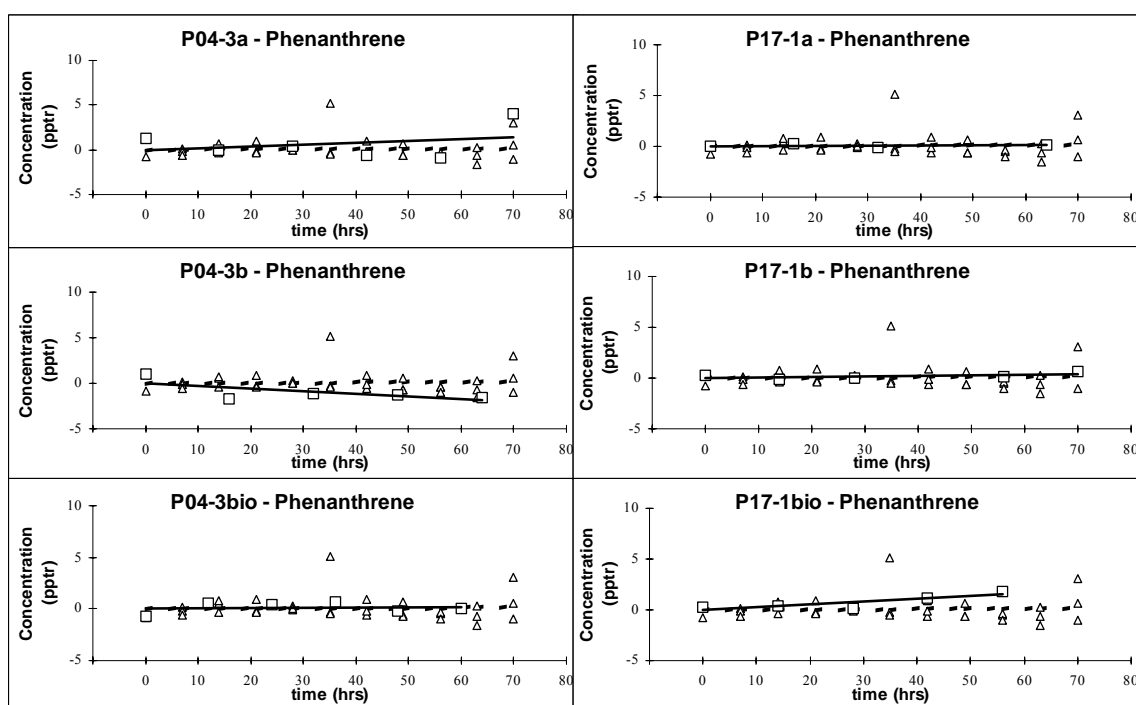 P04-3a - Phenanthrene
10
5
0
-5
0 10 20 30 40 50 60 70 80
time (hrs)
Concentration
(pptr)
P17-1a - Phenanthrene
10
5
0
-5
0 10 20 30 40 50 60 70 80
time (hrs)
Concentration
(pptr)
P04-3b - Phenanthrene
10
5
0
-5
0 10 20 30 40 50 60 70 80
time (hrs)
Concentration
(pptr)
P17-1b - Phenanthrene
10
5
0
-5
0 10 20 30 40 50 60 70 80
time (hrs)
Concentration
(pptr)
P04-3bio - Phenanthrene
10
5
0
-5
0 10 20 30 40 50 60 70 80
time (hrs)
Concentration
(pptr)
P17-1bio - Phenanthrene
10
5
0
-5
0 10 20 30 40 50 60 70 80
time (hrs)
Concentration
(pptr)